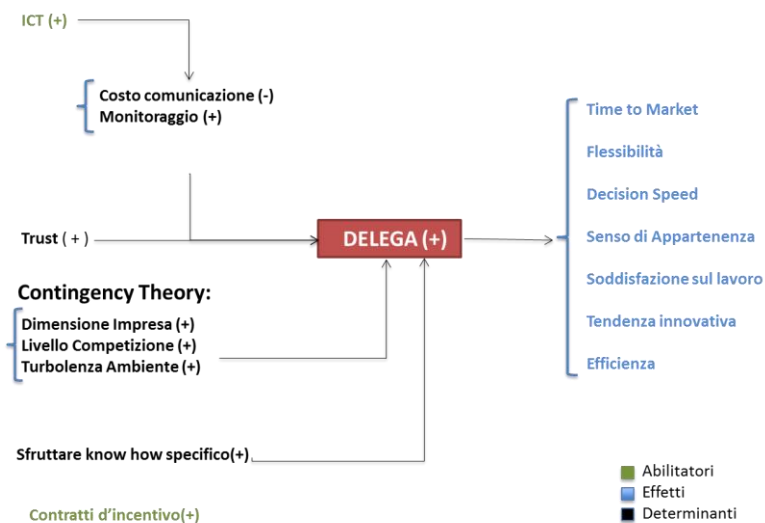 ICT (+)
Costo comunicazione (-)
Monitoraggio (+)
Trust ( + )
DELEGA (+)
Contingency Theory:
Dimensione Impresa (+)
Livello Competizione (+)
Turbolenza Ambiente (+)
Sfruttare know how specifico(+)
Contratti d'incentivo(+)
Time to Market
Flessibilità
Decision Speed
Senso di Appartenenza
Soddisfazione sul lavoro
Tendenza innovativa
Efficienza
Abilitatori
Effetti
Determinanti